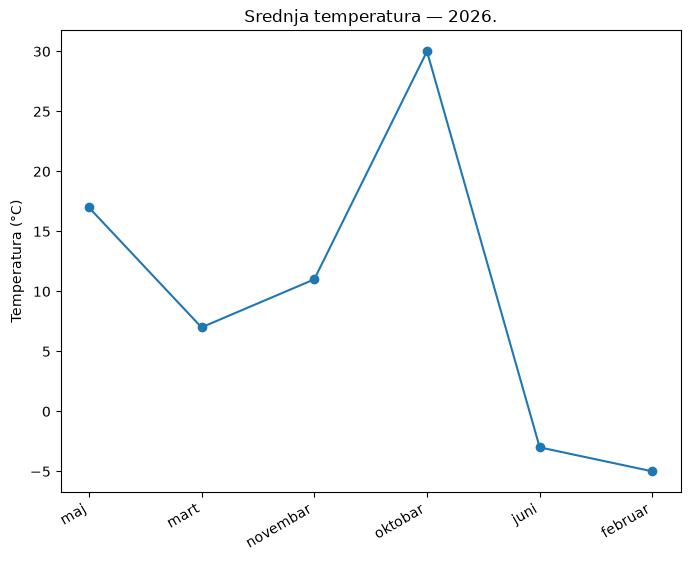 Srednja temperatura — 2026.
Temperatura (°C)
30
25
20
15
10
5
0
−5
maj
mart
novembar
oktobar
juni
februar